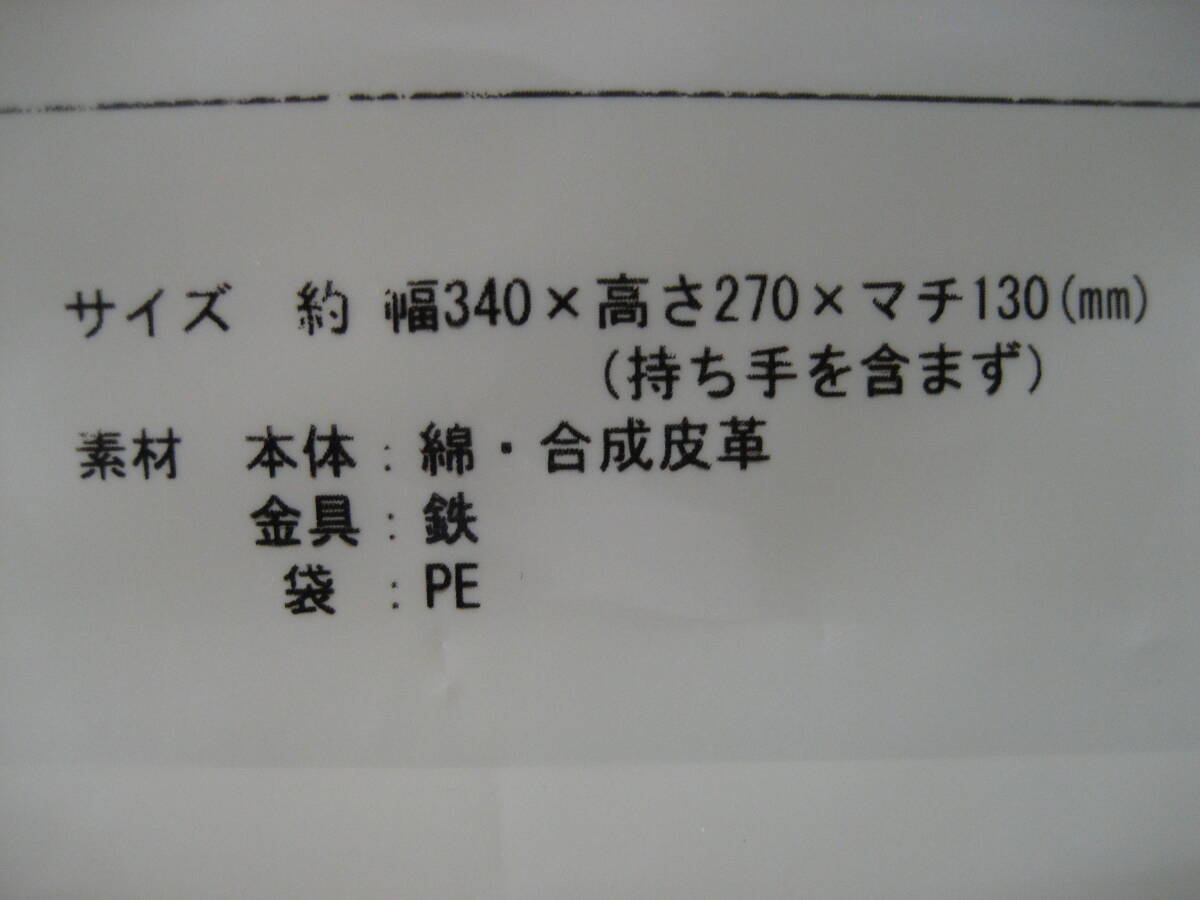 サイズ　約 幅340×高さ270×マチ130(mm)
(持ち手を含まず)
素材　本体：綿・合成皮革
金具：鉄
袋　：PE